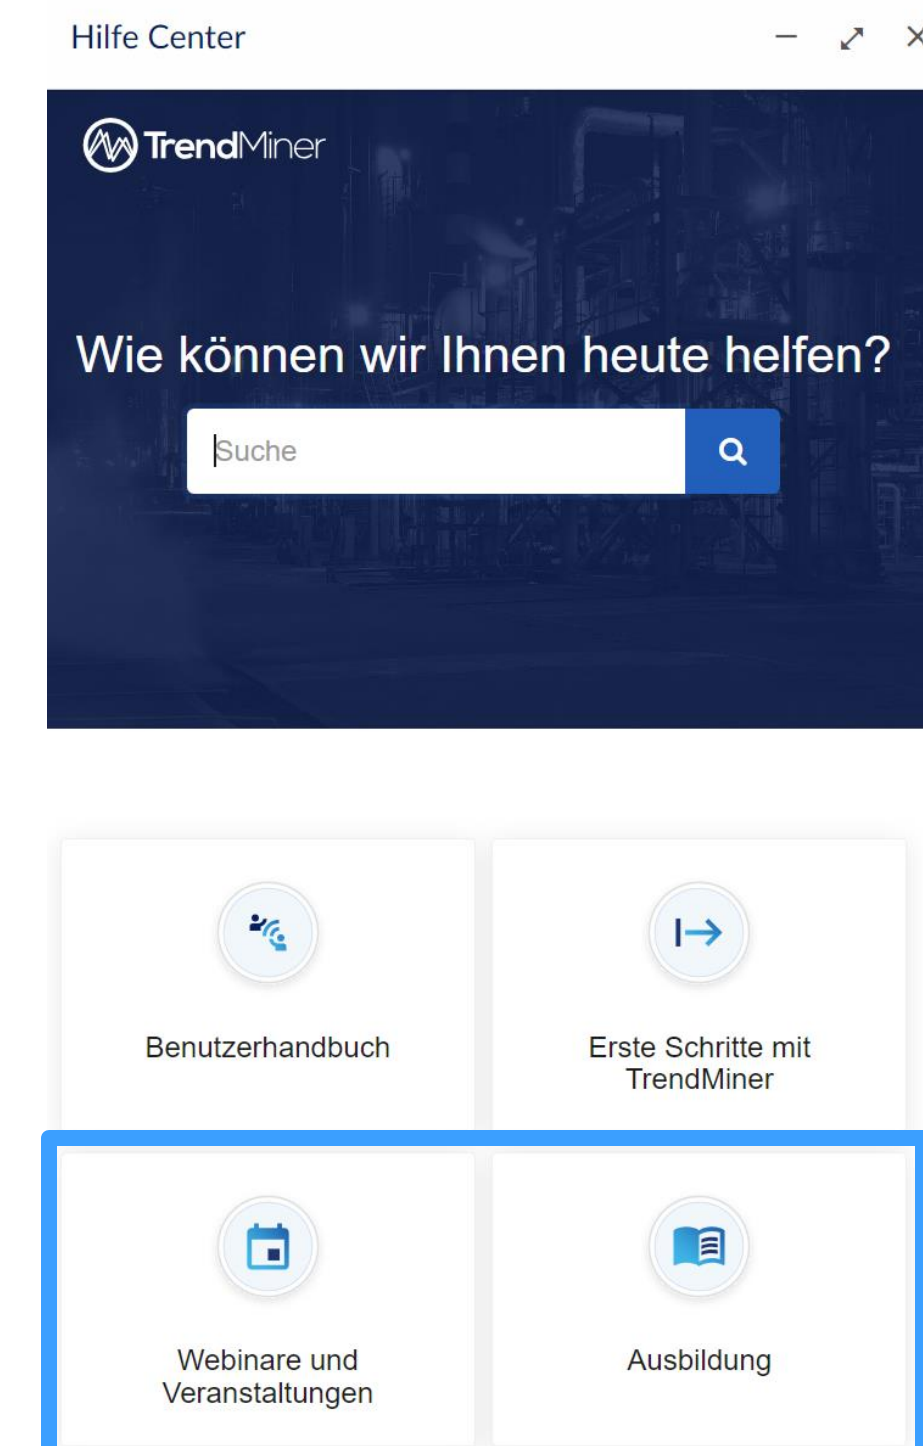 Hilfe Center
TrendMiner
Wie können wir Ihnen heute helfen?
Suche
Benutzerhandbuch
Erste Schritte mit
TrendMiner
Webinare und
Veranstaltungen
Ausbildung